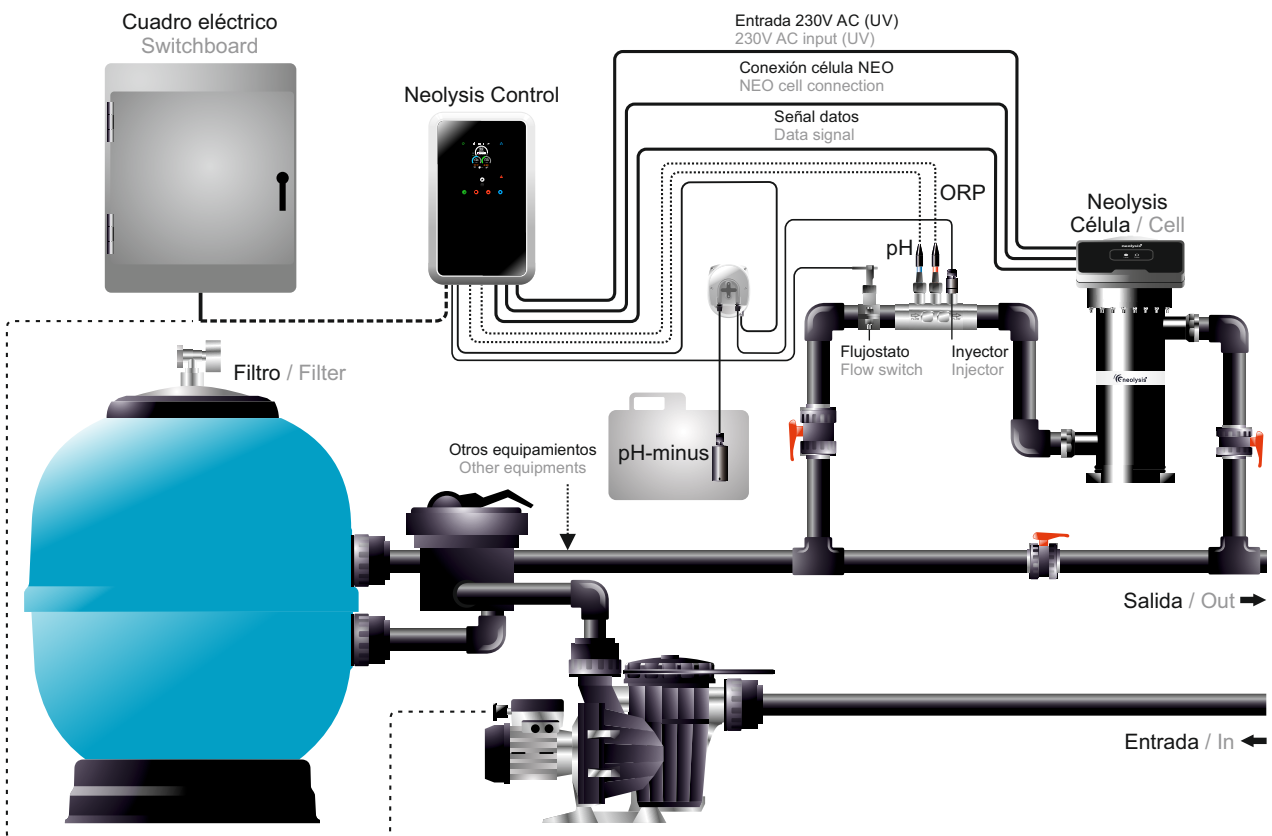 Cuadro eléctrico
Switchboard
Neolysis Control
Entrada 230V AC (UV)
230V AC input (UV)
Conexión célula NEO
NEO cell connection
Señal datos
Data signal
ORP
pH
Neolysis
Célula / Cell
neolysis
neolysis
Flujostato
Flow switch
Inyector
Injector
Filtro / Filter
Otros equipamientos
Other equipments
pH-minus
Salida / Out
Entrada / In